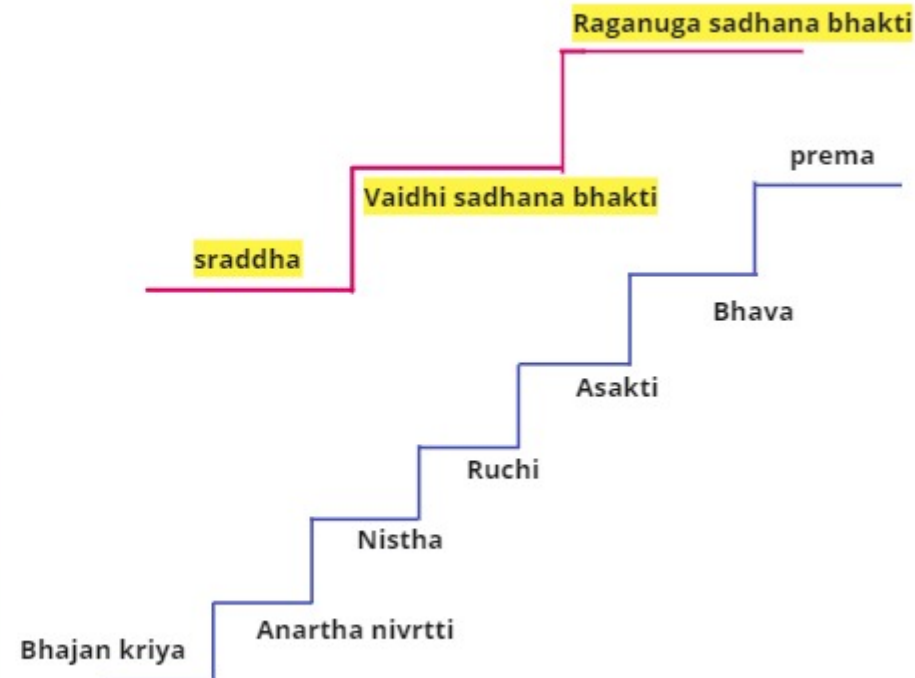 Raganuga sadhana bhakti
prema
Vaidhi sadhana bhakti
sraddha
Bhava
Asakti
Ruchi
Nistha
Anartha nivrtti
Bhajan kriya